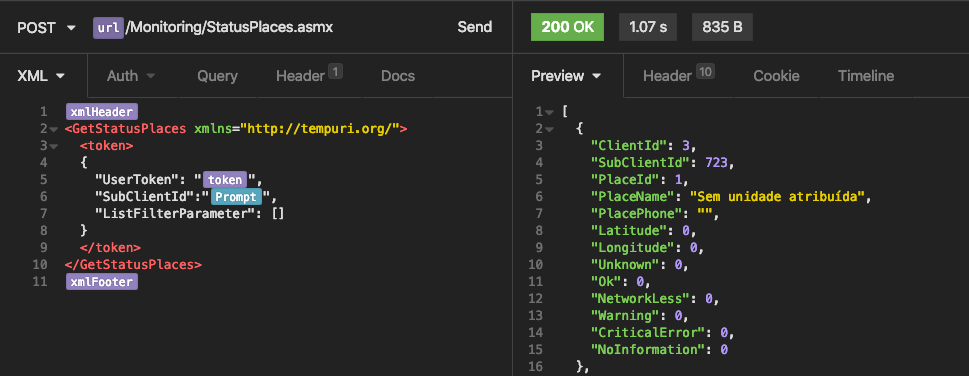 POST url/Monitoring/StatusPlaces.asmx Send
XML Auth Query Header 1 Docs
1 xmlHeader
2 <GetStatusPlaces xmlns="http://tempuri.org/">
3 <token>
4 {
5 "UserToken": "token",
6 "SubClientId":"Prompt",
7 "ListFilterParameter": []
8 }
9 </token>
10 </GetStatusPlaces>
11 xmlFooter
200 OK 1.07 s 835 B
Preview Header 10 Cookie Timeline
1 [
2 {
3 "ClientId": 3,
4 "SubClientId": 723,
5 "PlaceId": 1,
6 "PlaceName": "Sem unidade atribuída",
7 "PlacePhone": "",
8 "Latitude": 0,
9 "Longitude": 0,
10 "Unknown": 0,
11 "Ok": 0,
12 "NetworkLess": 0,
13 "Warning": 0,
14 "CriticalError": 0,
15 "NoInformation": 0
16 },